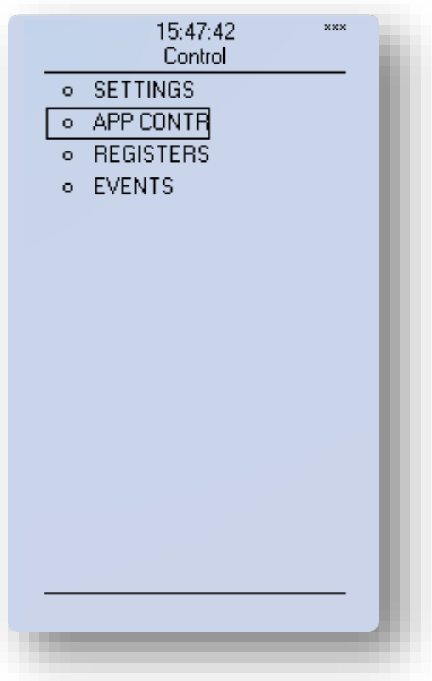 15:47:42 ×××
Control
SETTINGS
APP CONTR
REGISTERS
EVENTS